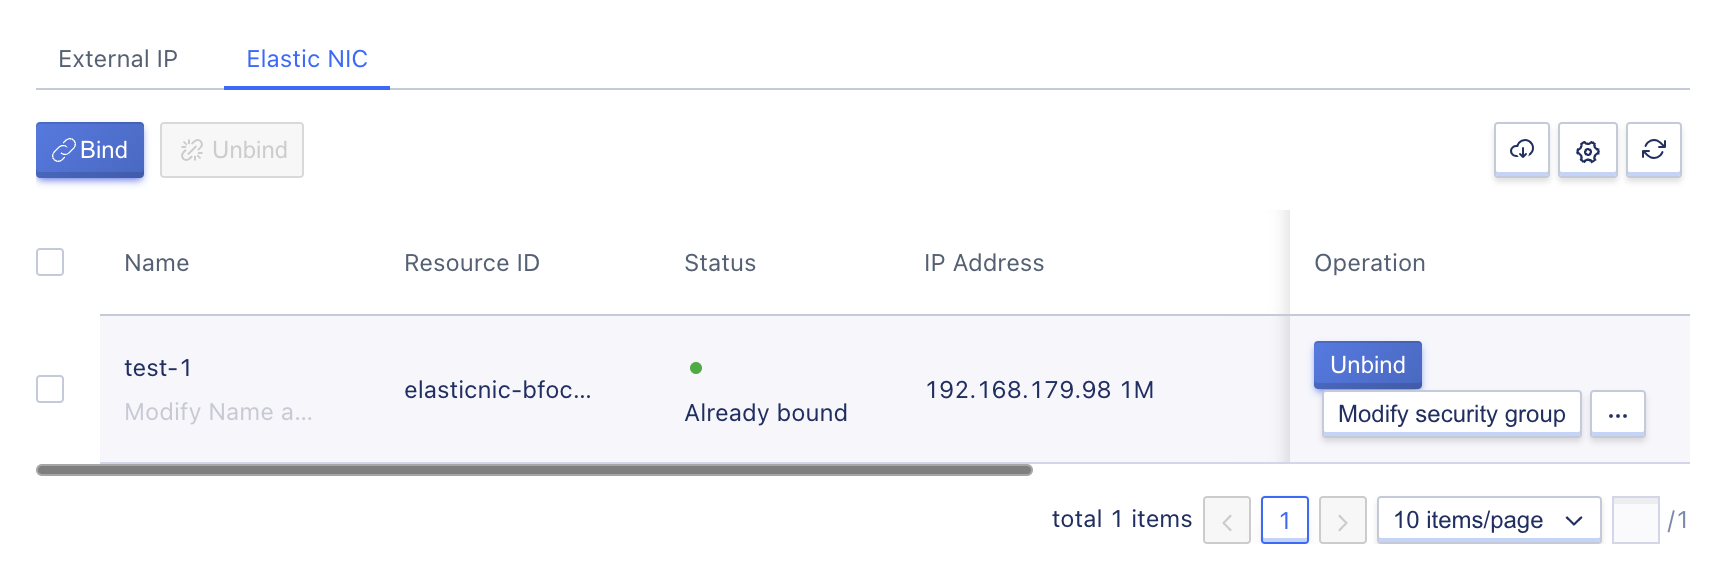 External IP Elastic NIC
Bind Unbind
Name Resource ID Status IP Address Operation
test-1
Modify Name a...
elasticnic-bfoc...
Already bound
192.168.179.98 1M
Unbind
Modify security group ...
total 1 items 1 10 items/page /1